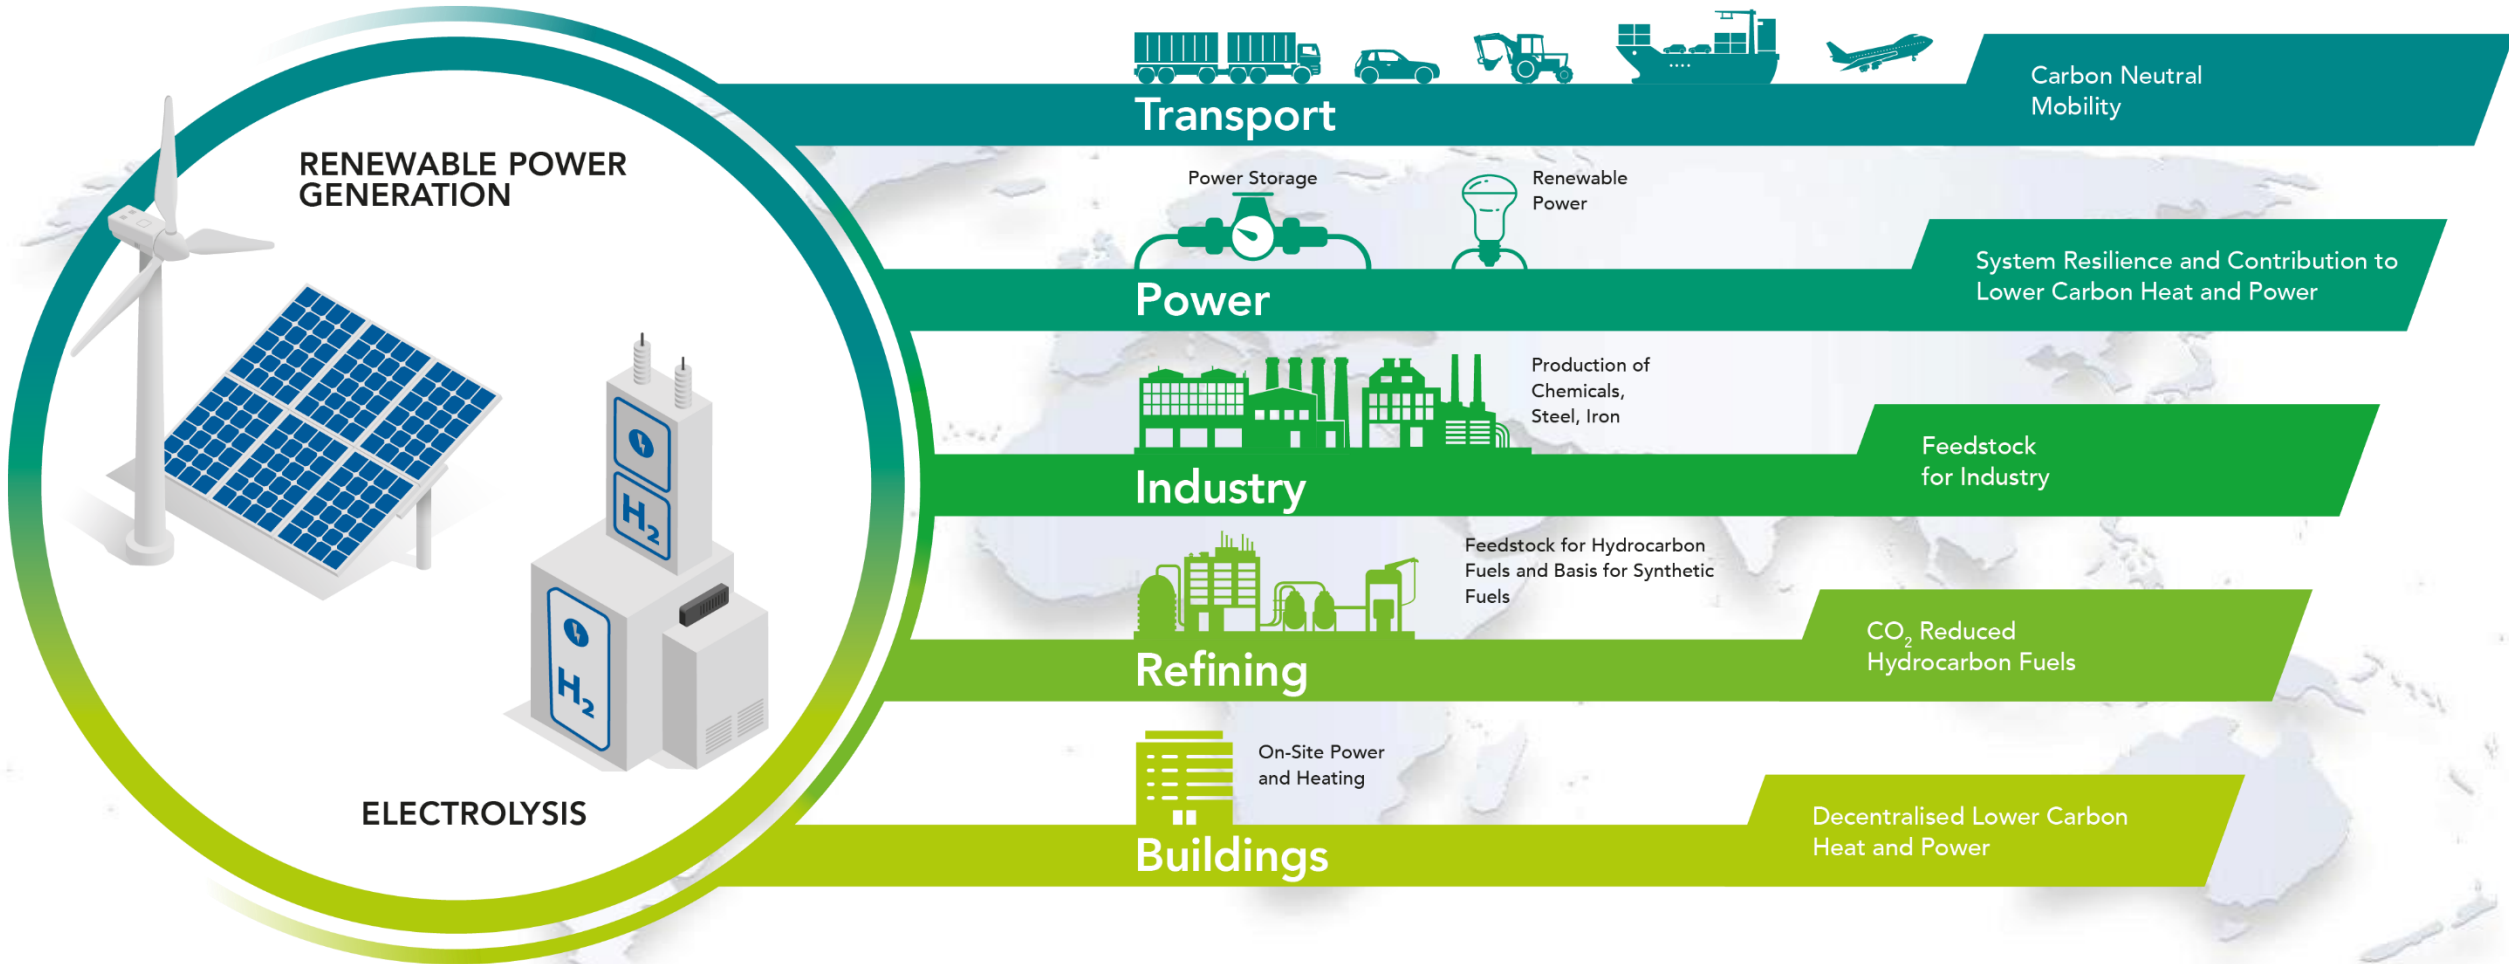 RENEWABLE POWER
GENERATION
H₂
H₂
ELECTROLYSIS
Transport
Carbon Neutral
Mobility
Power Storage
Renewable
Power
Power
System Resilience and Contribution to
Lower Carbon Heat and Power
Production of
Chemicals,
Steel, Iron
Industry
Feedstock
for Industry
Feedstock for Hydrocarbon
Fuels and Basis for Synthetic
Fuels
Refining
CO₂ Reduced
Hydrocarbon Fuels
On-Site Power
and Heating
Buildings
Decentralised Lower Carbon
Heat and Power